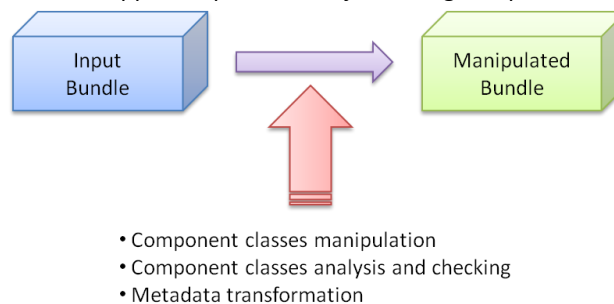 Input
Bundle
Manipulated
Bundle
• Component classes manipulation
• Component classes analysis and checking
• Metadata transformation